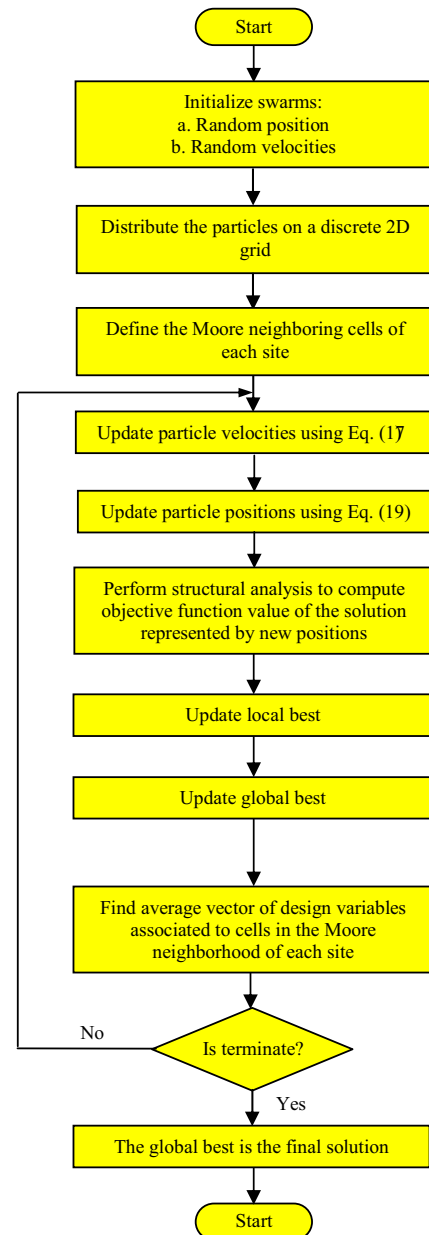 Start
Initialize swarms:
a. Random position
b. Random velocities
Distribute the particles on a discrete 2D
grid
Define the Moore neighboring cells of
each site
Update particle velocities using Eq. (17
Update particle positions using Eq. (19)
Perform structural analysis to compute
objective function value of the solution
represented by new positions
Update local best
Update global best
Find average vector of design variables
associated to cells in the Moore
neighborhood of each site
No
Is terminate?
Yes
The global best is the final solution
Start